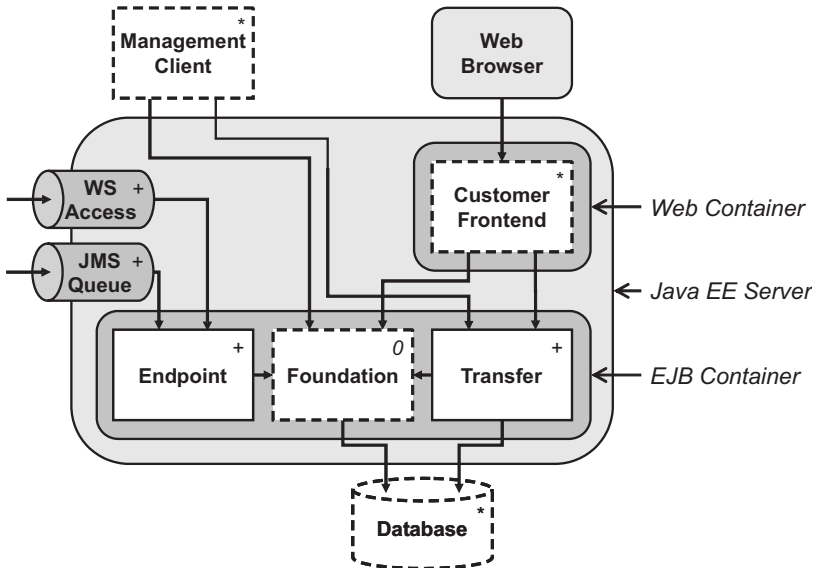 *
Management
Client
Web
Browser
WS +
Access
*
Customer
Frontend
Web Container
JMS +
Queue
Java EE Server
+
Endpoint
0
Foundation
+
Transfer
EJB Container
Database *